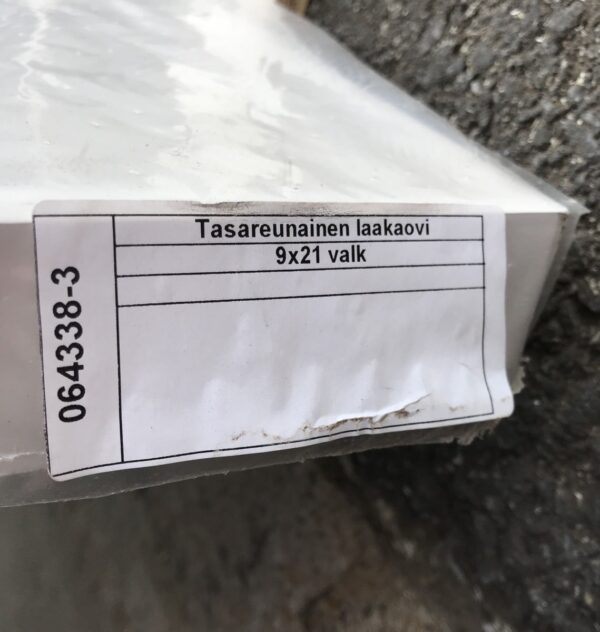 Tasareunainen laakaovi
9x21 valk
064338-3